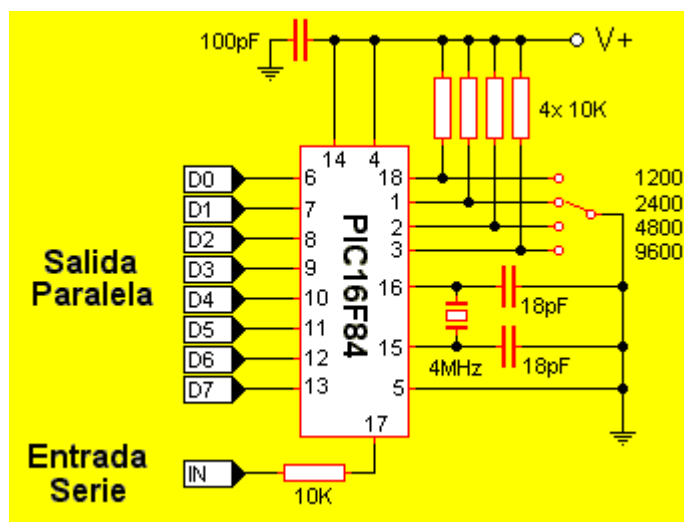 100pF
V+
4x 10K
14 4
D0 6 18 1200
D1 7 1 2400
D2 8 2 4800
D3 9 3 9600
Salida
Paralela
D4 10 16 18pF
D5 11
D6 12 15 4MHz 18pF
D7 13 5
PIC16F84
17
Entrada
Serie
IN
10K